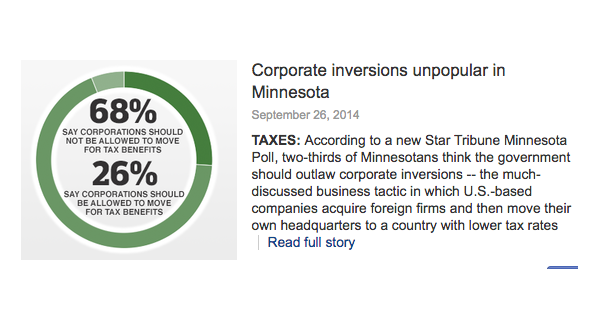 68%
SAY CORPORATIONS SHOULD
NOT BE ALLOWED TO MOVE
FOR TAX BENEFITS
26%
SAY CORPORATIONS SHOULD
BE ALLOWED TO MOVE
FOR TAX BENEFITS
Corporate inversions unpopular in
Minnesota
September 26, 2014
TAXES: According to a new Star Tribune Minnesota
Poll, two-thirds of Minnesotans think the government
should outlaw corporate inversions -- the much-
discussed business tactic in which U.S.-based
companies acquire foreign firms and then move their
own headquarters to a country with lower tax rates
Read full story